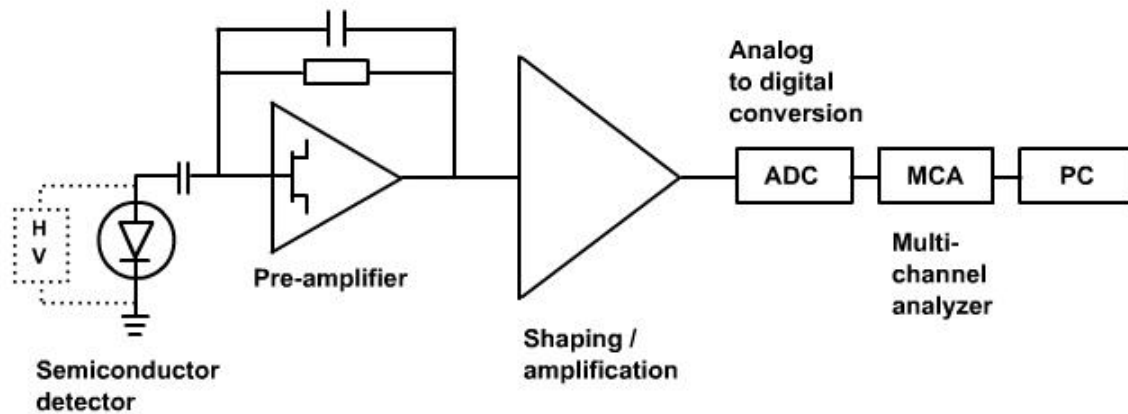 Analog
to digital
conversion
ADC
MCA
PC
H
V
Pre-amplifier
Multi-
channel
analyzer
Shaping /
amplification
Semiconductor
detector